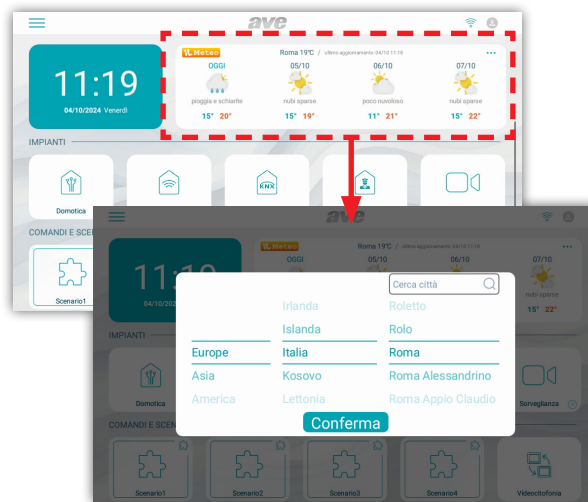 ave
iL Meteo
Roma 19°C / ultimo aggiornamento 04/10 11:18
OGGI 05/10 06/10 07/10
11:19
pioggia e schiarite nubi sparse poco nuvoloso nubi sparse
04/10/2024 Venerdì
15° 20° 15° 19° 11° 21° 15° 22°
IMPIANTI
KNX
Domotica
COMANDI E SCE
Scenario1
ave
iL Meteo
Roma 19°C / ultimo aggiornamento 04/10 11:18
OGGI 05/10 06/10 07/10
11:19
Cerca città
nubi sparse
04/10/202
15° 22°
Irlanda Roletto
Islanda Rolo
IMPIANTI
Europe Italia Roma
Asia Kosovo Roma Alessandrino
America Lettonia Roma Appio Claudio
Domotica
Sorveglianza
Conferma
COMANDI E SCEN
Scenario1 Scenario2 Scenario3 Scenario4 Videocitofonia